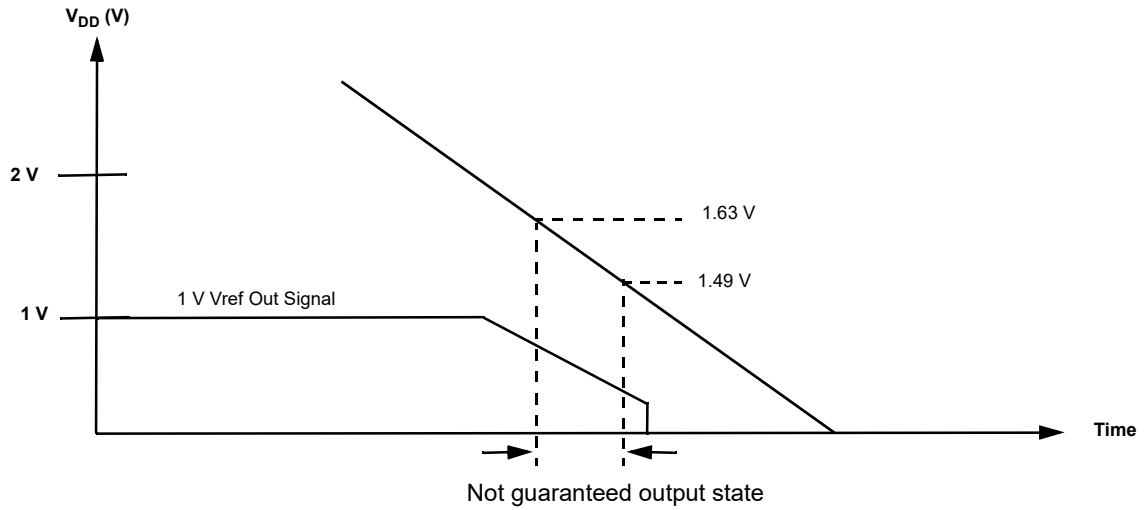 VDD (V)
2 V
1.63 V
1.49 V
1 V Vref Out Signal
1 V
Time
Not guaranteed output state